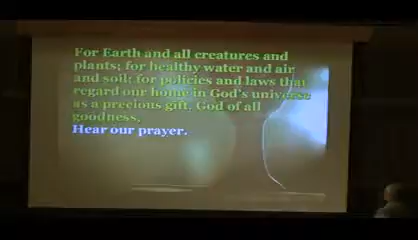 For Earth and all creatures and
plants; for healthy water and air
and soil; for policies and laws that
regard our home in God's universe
as a precious gift, God of all
goodness,
Hear our prayer.